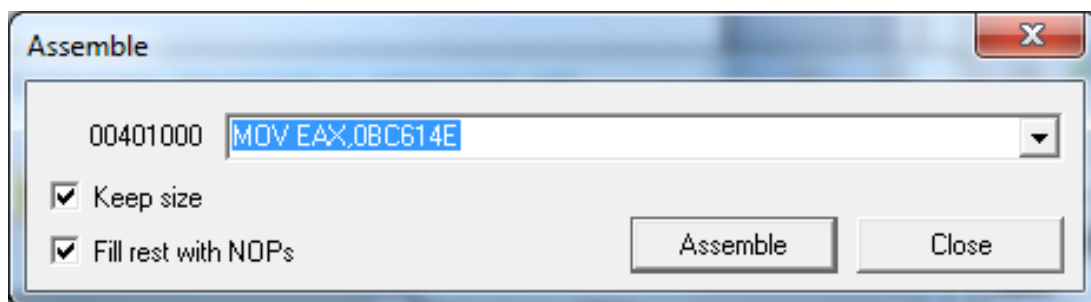 Assemble
00401000 MOV EAX,0BC614E
Keep size
Fill rest with NOPs
Assemble Close